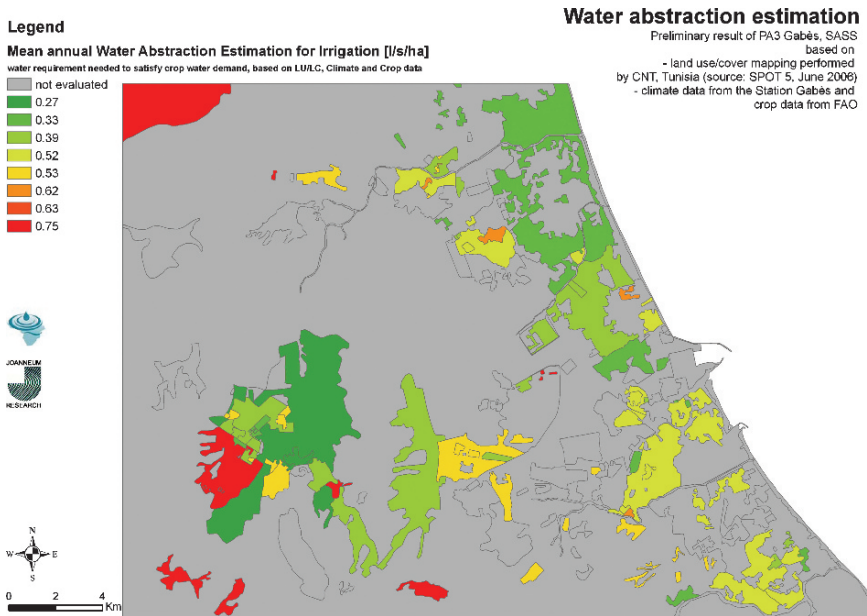 Water abstraction estimation
Preliminary result of PA3 Gabès, SASS
based on
- land use/cover mapping performed
by CNT, Tunisia (source: SPOT 5, June 2006)
- climate data from the Station Gabès and
crop data from FAO
Legend
Mean annual Water Abstraction Estimation for Irrigation [l/s/ha]
water requirement needed to satisfy crop water demand, based on LU/LC, Climate and Crop data
not evaluated
0.27
0.33
0.39
0.52
0.53
0.62
0.63
0.75
JOANNEUM
RESEARCH
N
W E
S
0 2 4
Km